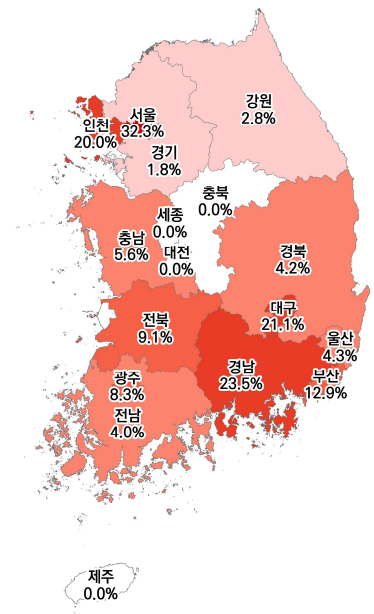 강원
2.8%
서울
32.3%
인천
20.0%
경기
1.8%
충북
0.0%
세종
0.0%
대전
0.0%
충남
5.6%
경북
4.2%
대구
21.1%
전북
9.1%
울산
4.3%
경남
23.5%
부산
12.9%
광주
8.3%
전남
4.0%
제주
0.0%